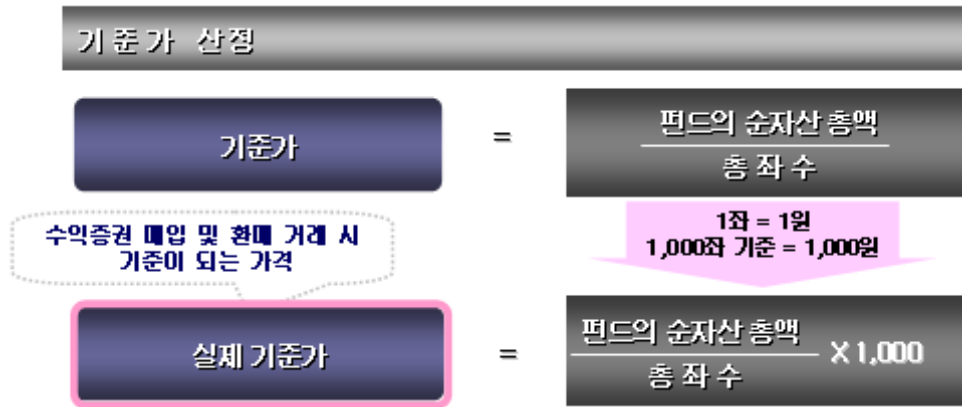 기준가 산정
기준가
=
펀드의 순자산 총액
총 좌 수
수익증권 매입 및 환매 거래 시
기준이 되는 가격
1좌 = 1원
1,000좌 기준 = 1,000원
실제 기준가
=
펀드의 순자산 총액
총 좌 수
X 1,000